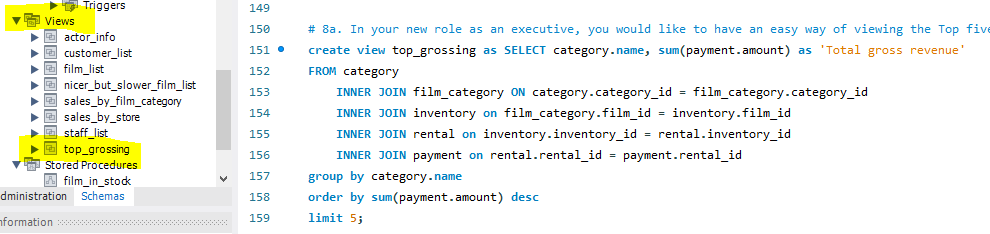 Triggers
Views
actor_info
customer_list
film_list
nicer_but_slower_film_list
sales_by_film_category
sales_by_store
staff_list
top_grossing
Stored Procedures
film_in_stock
dministration Schemas
nformation
149
150 # 8a. In your new role as an executive, you would like to have an easy way of viewing the Top five
151 create view top_grossing as SELECT category.name, sum(payment.amount) as 'Total gross revenue'
152 FROM category
153 INNER JOIN film_category ON category.category_id = film_category.category_id
154 INNER JOIN inventory on film_category.film_id = inventory.film_id
155 INNER JOIN rental on inventory.inventory_id = rental.inventory_id
156 INNER JOIN payment on rental.rental_id = payment.rental_id
157 group by category.name
158 order by sum(payment.amount) desc
159 limit 5;